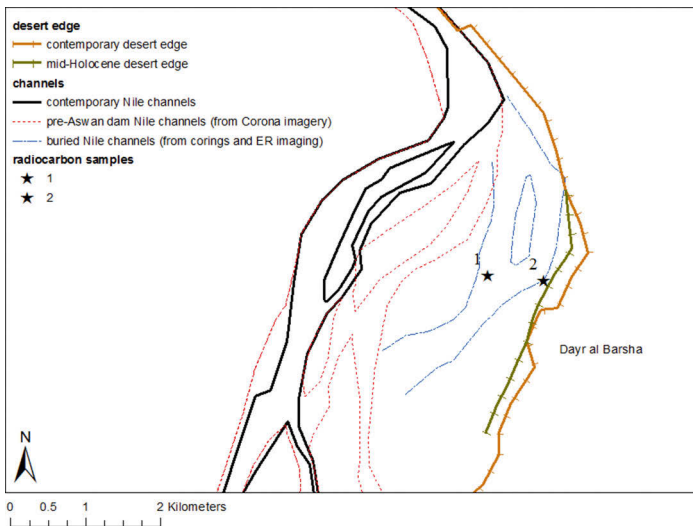 desert edge
contemporary desert edge
mid-Holocene desert edge
channels
contemporary Nile channels
pre-Aswan dam Nile channels (from Corona imagery)
buried Nile channels (from corings and ER imaging)
radiocarbon samples
1
2
1
2
Dayr al Barsha
N
0 0.5 1 2 Kilometers